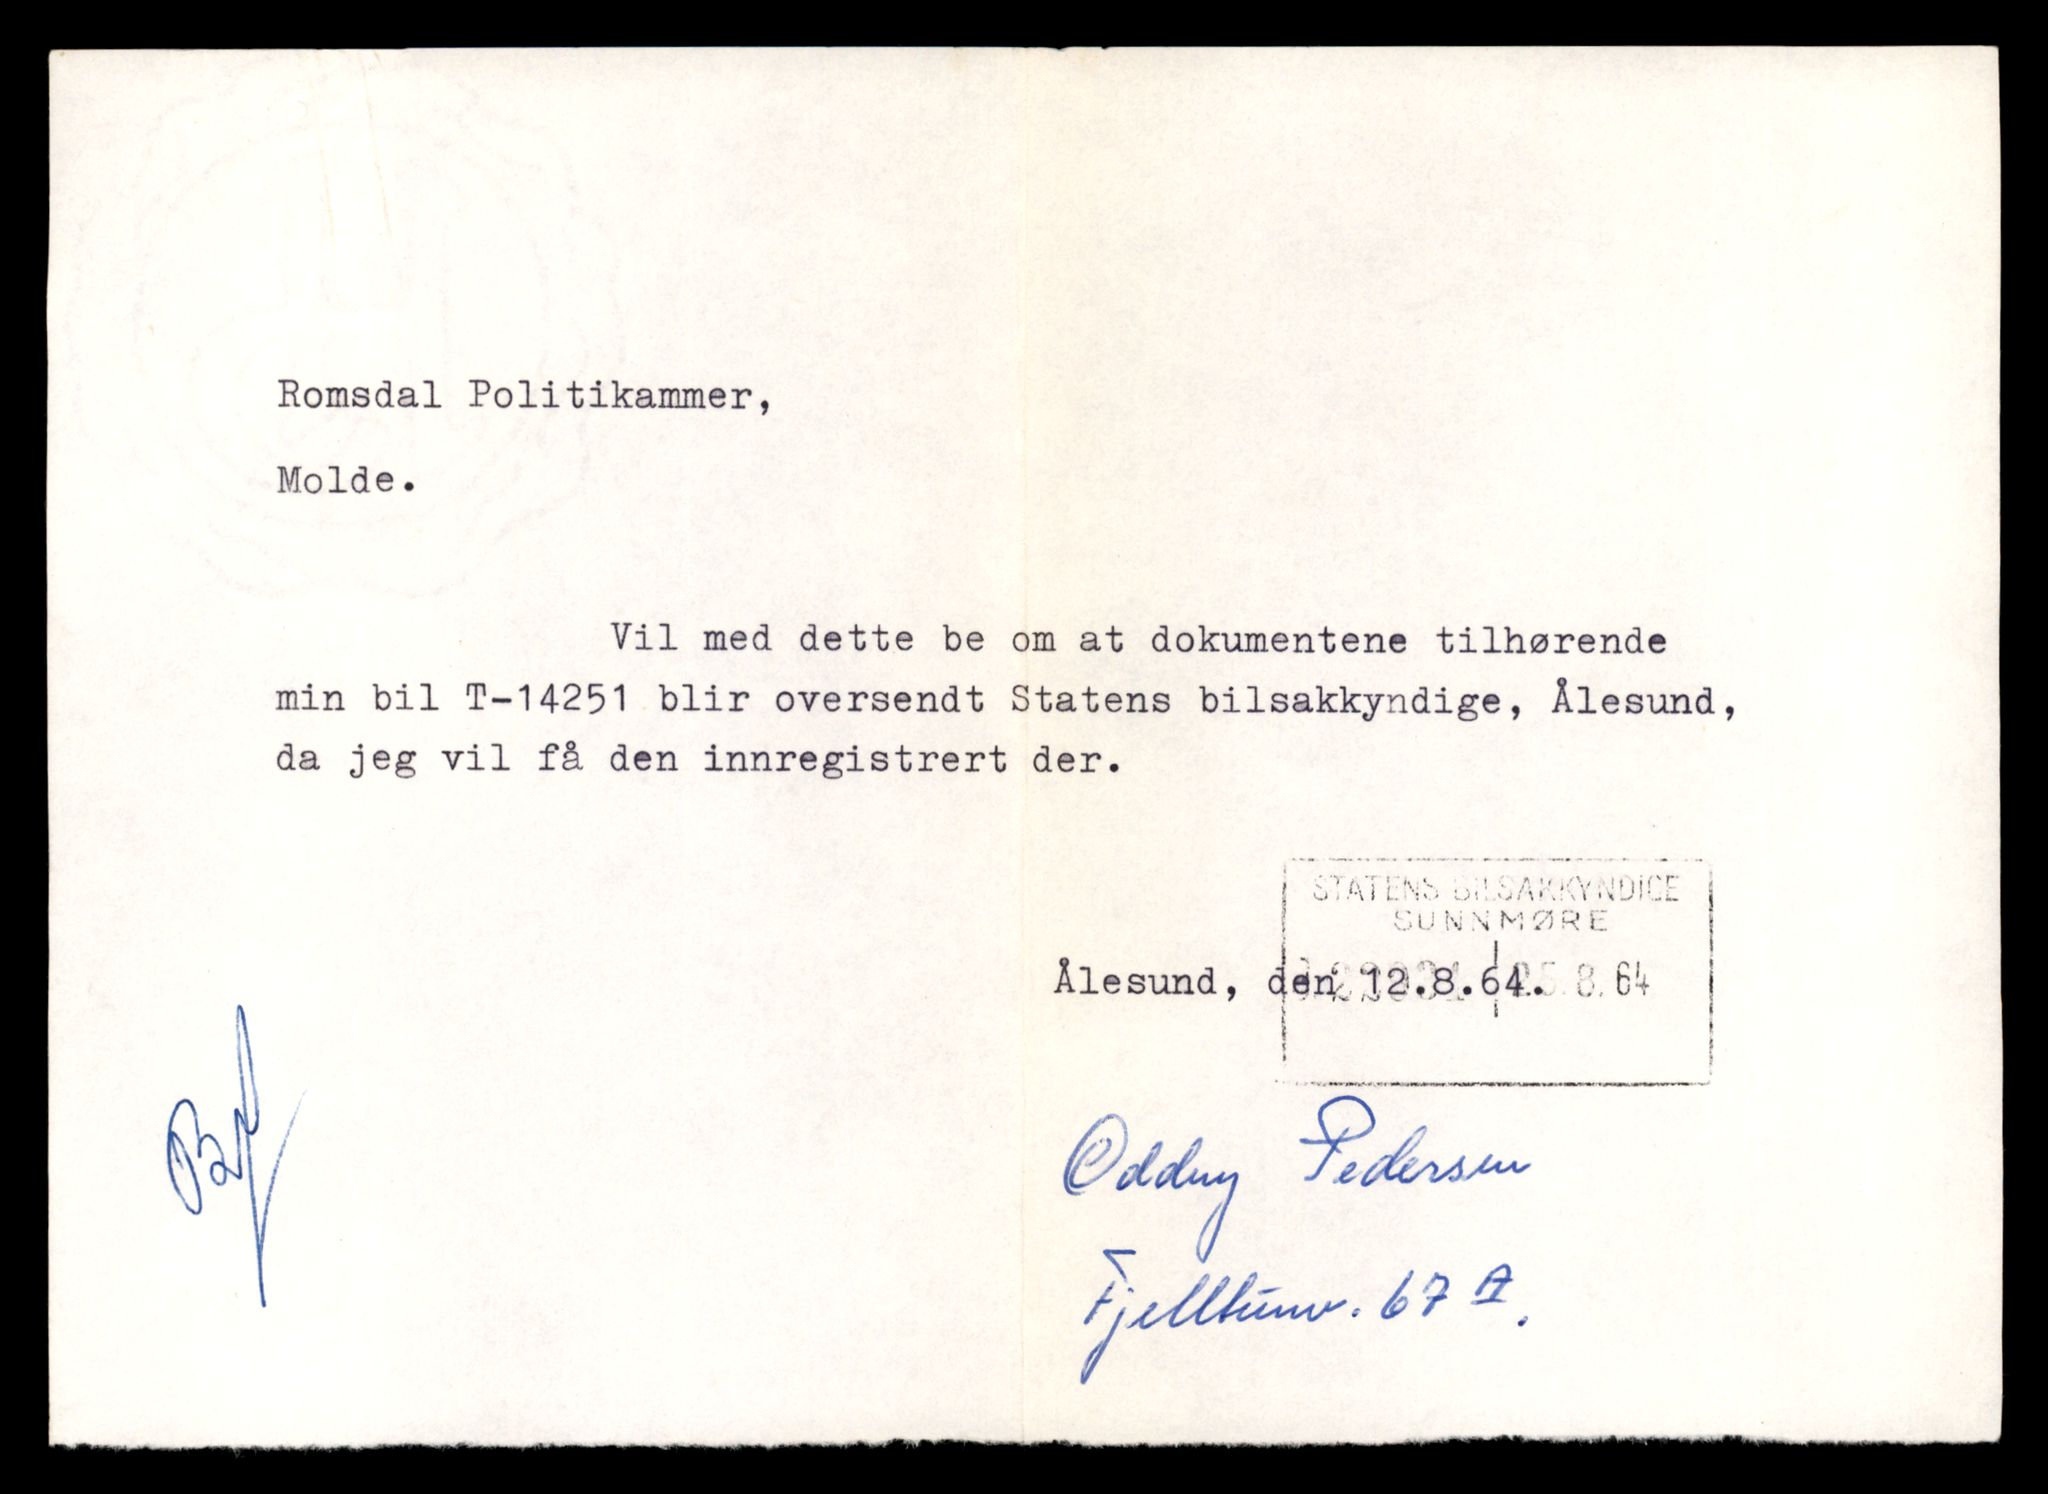 Romsdal Politikammer,
Molde.
Vil med dette be om at dokumentene tilhørende
min bil T-14251 blir oversendt Statens bilsakkyndige, Ålesund,
da jeg vil få den innregistrert der.
STATENS BILSAKKYNDIGE
SUNNMØRE
25.8.64
Ålesund, den 12.8.64.
Oddny Pedersen
Fjelltunv. 67 A.